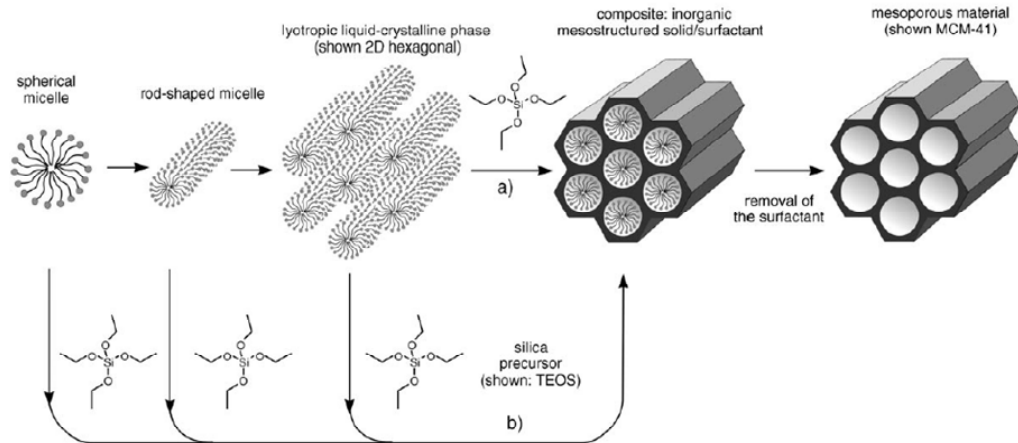 spherical
micelle
rod-shaped micelle
lyotropic liquid-crystalline phase
(shown 2D hexagonal)
O
O
Si
O
O
a)
composite: inorganic
mesostructured solid/surfactant
removal of
the surfactant
mesoporous material
(shown MCM-41)
O
O
Si
O
O
O
O
Si
O
O
O
O
Si
O
O
silica
precursor
(shown: TEOS)
b)